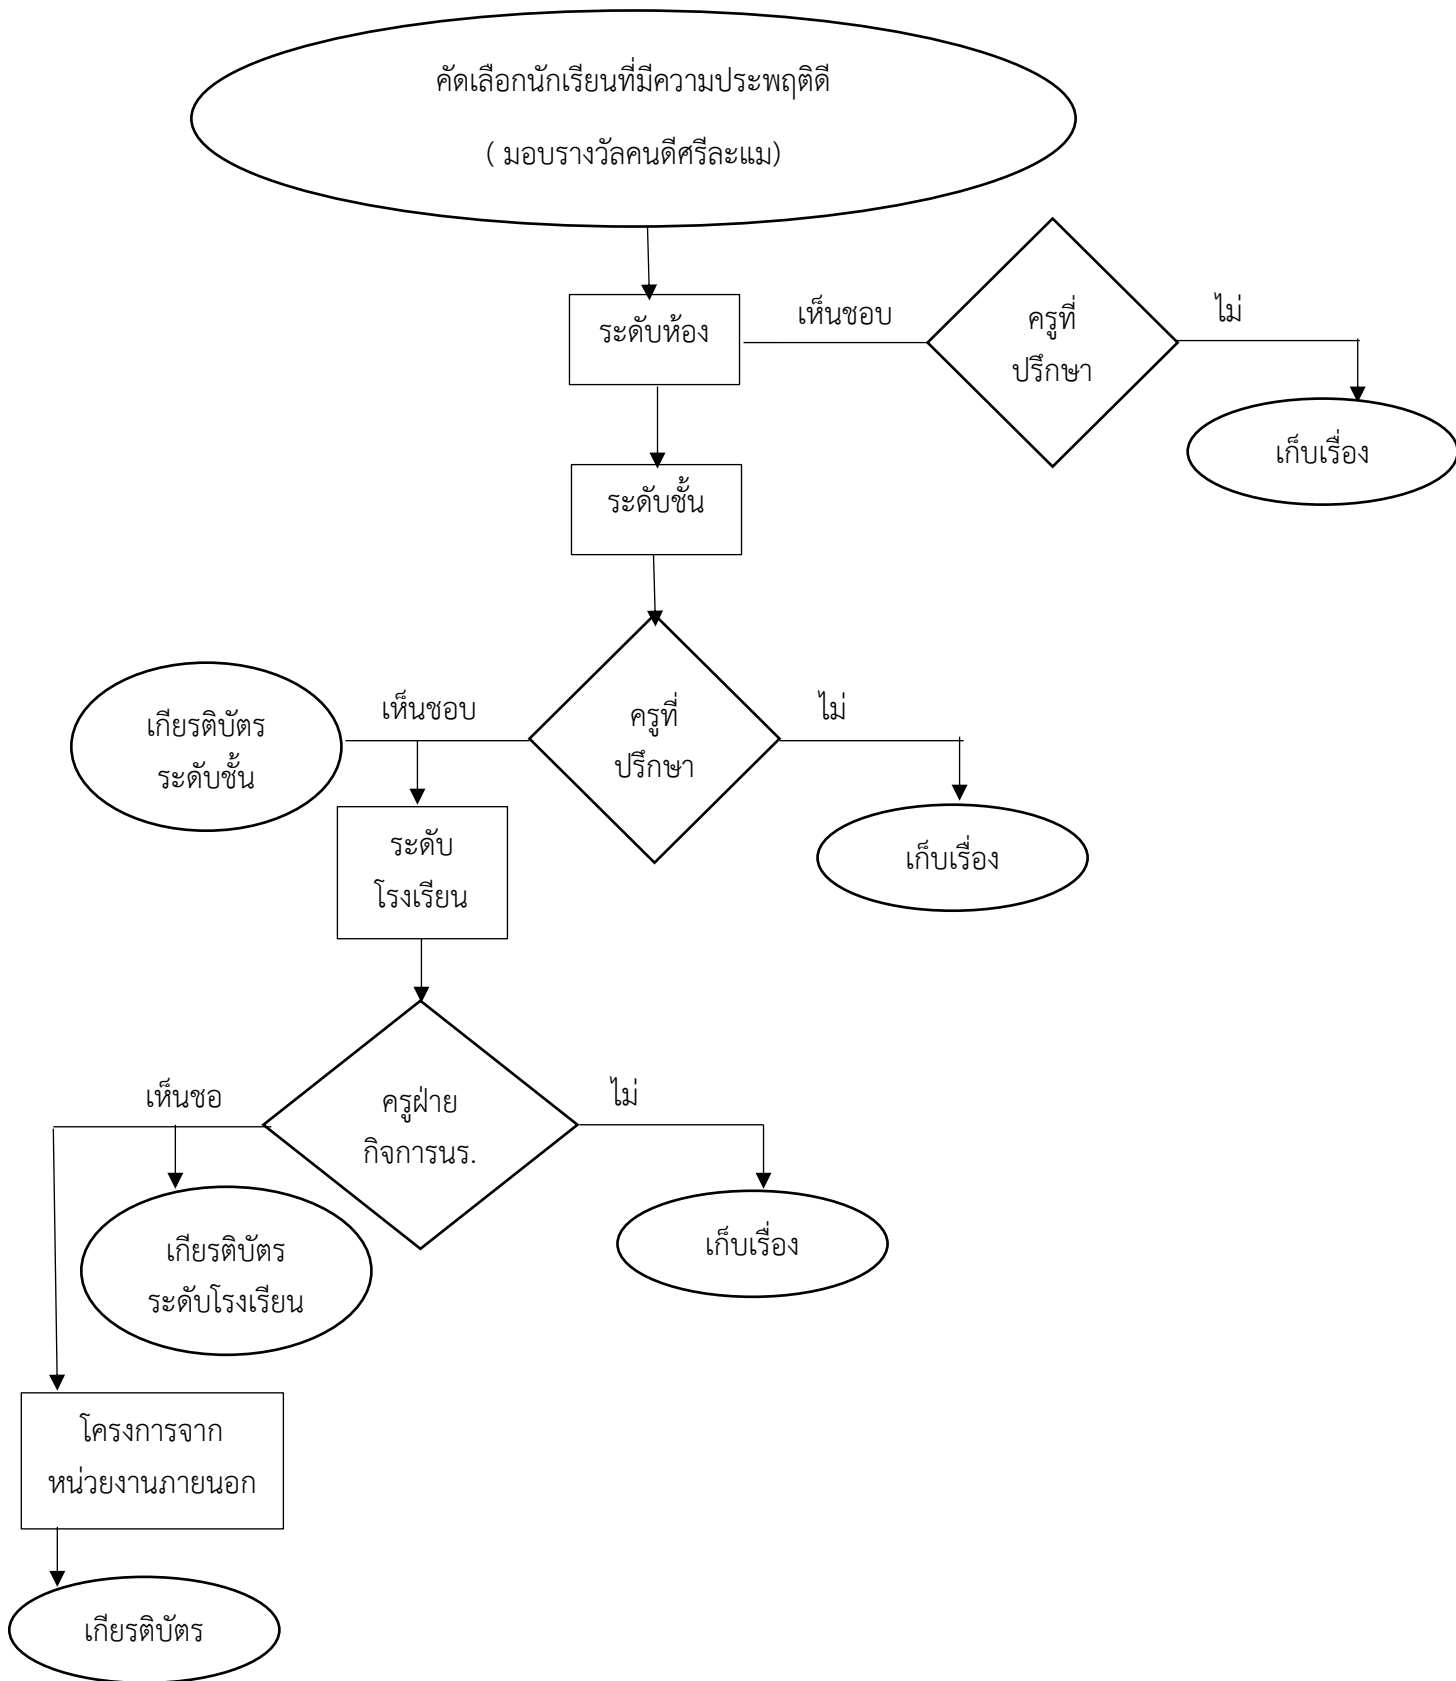 คัดเลือกนักเรียนที่มีความประพฤติดี
( มอบรางวัลคนดีศรีละแม)
ระดับห้อง
เห็นชอบ
ครูที่
ปรึกษา
ไม่
เก็บเรื่อง
ระดับชั้น
เกียรติบัตร
ระดับชั้น
เห็นชอบ
ครูที่
ปรึกษา
ไม่
เก็บเรื่อง
ระดับ
โรงเรียน
เห็นชอ
ครูฝ่าย
กิจการนร.
ไม่
เก็บเรื่อง
เกียรติบัตร
ระดับโรงเรียน
โครงการจาก
หน่วยงานภายนอก
เกียรติบัตร